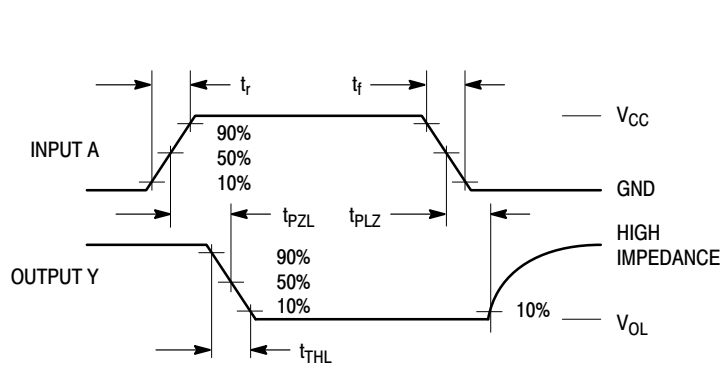 t_r
t_f
V_CC
INPUT A
90%
50%
10%
GND
t_PZL
t_PLZ
HIGH
IMPEDANCE
OUTPUT Y
90%
50%
10%
10%
V_OL
t_THL